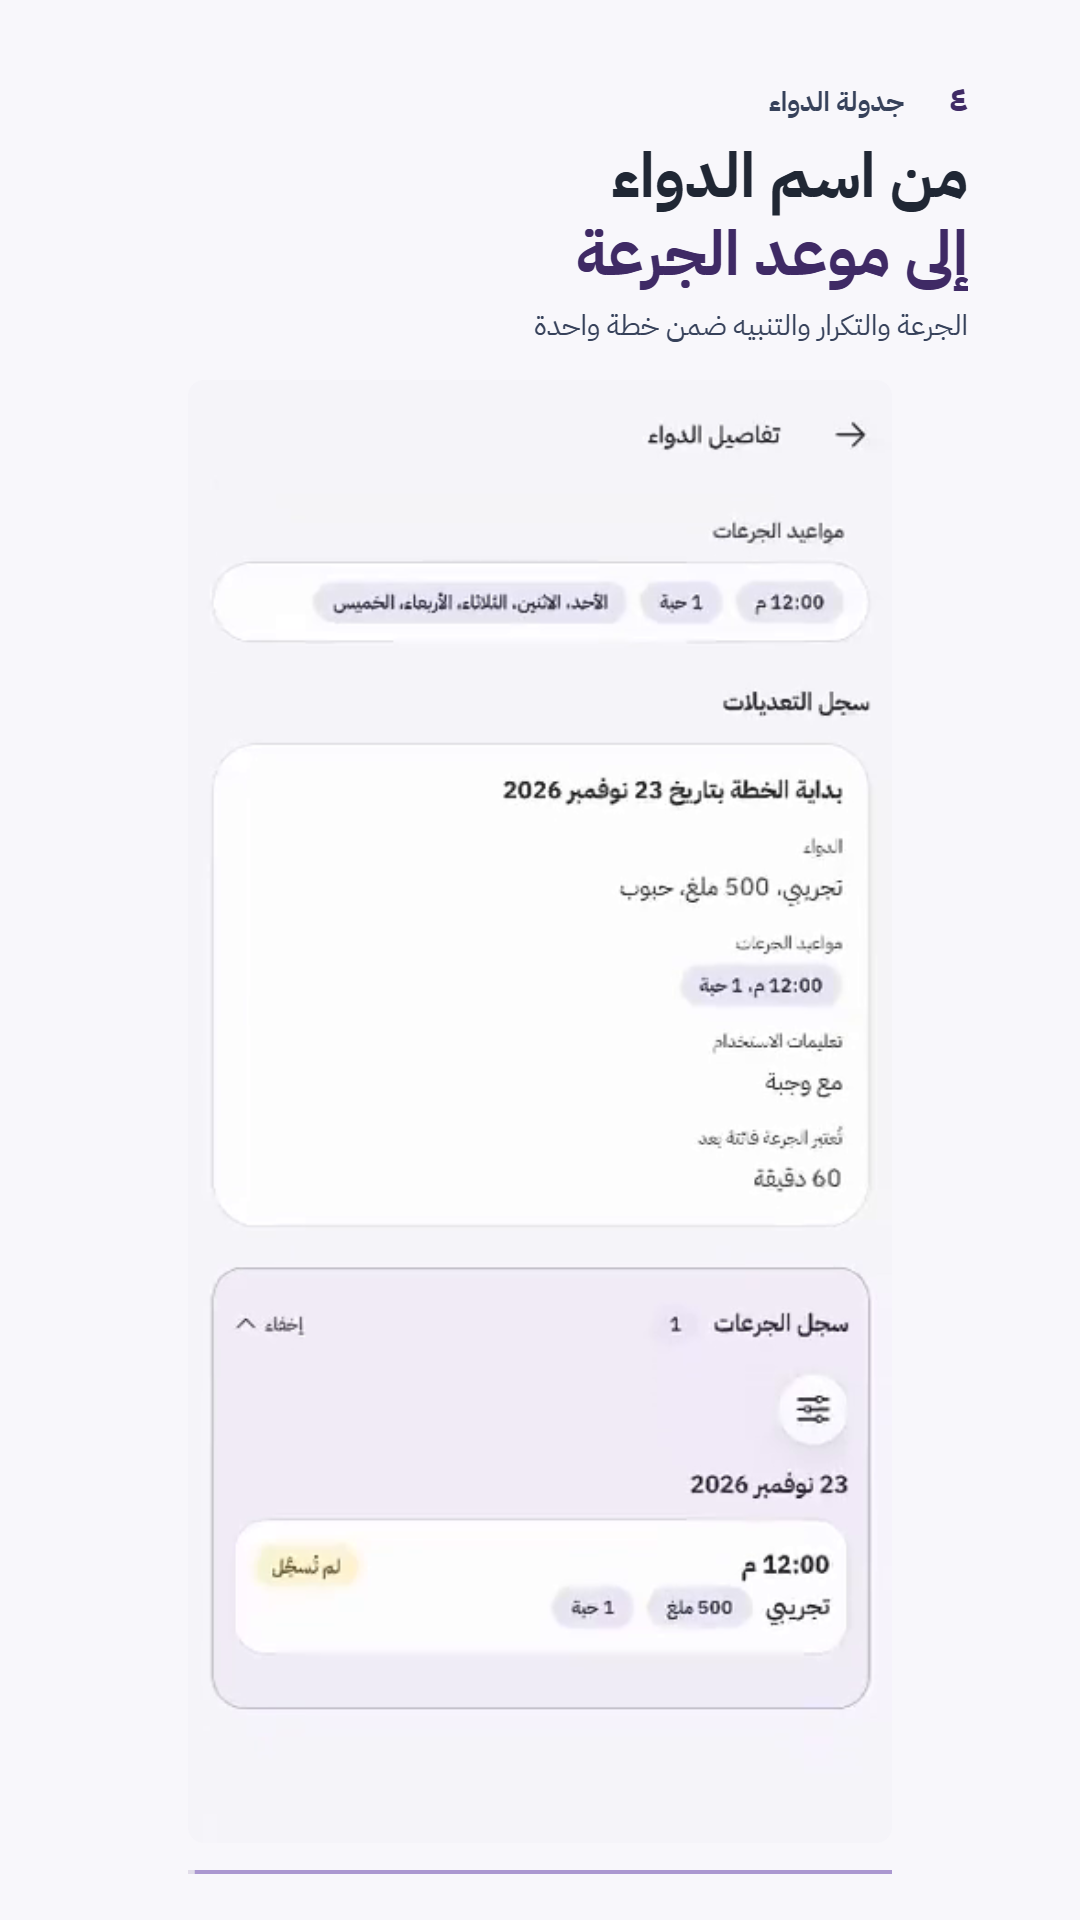 ٤ جدولة الدواء
من اسم الدواء
إلى موعد الجرعة
الجرعة والتكرار والتنبيه ضمن خطة واحدة
تفاصيل الدواء
مواعيد الجرعات
12:00 م 1 حبة الأحد، الاثنين، الثلاثاء، الأربعاء، الخميس
سجل التعديلات
بداية الخطة بتاريخ 23 نوفمبر 2026
الدواء
تجريبي، 500 ملغ، حبوب
مواعيد الجرعات
12:00 م، 1 حبة
تعليمات الاستخدام
مع وجبة
تُعتبر الجرعة فائتة بعد
60 دقيقة
سجل الجرعات 1 إخفاء
23 نوفمبر 2026
12:00 م لم تُسجَّل
تجريبي 500 ملغ 1 حبة